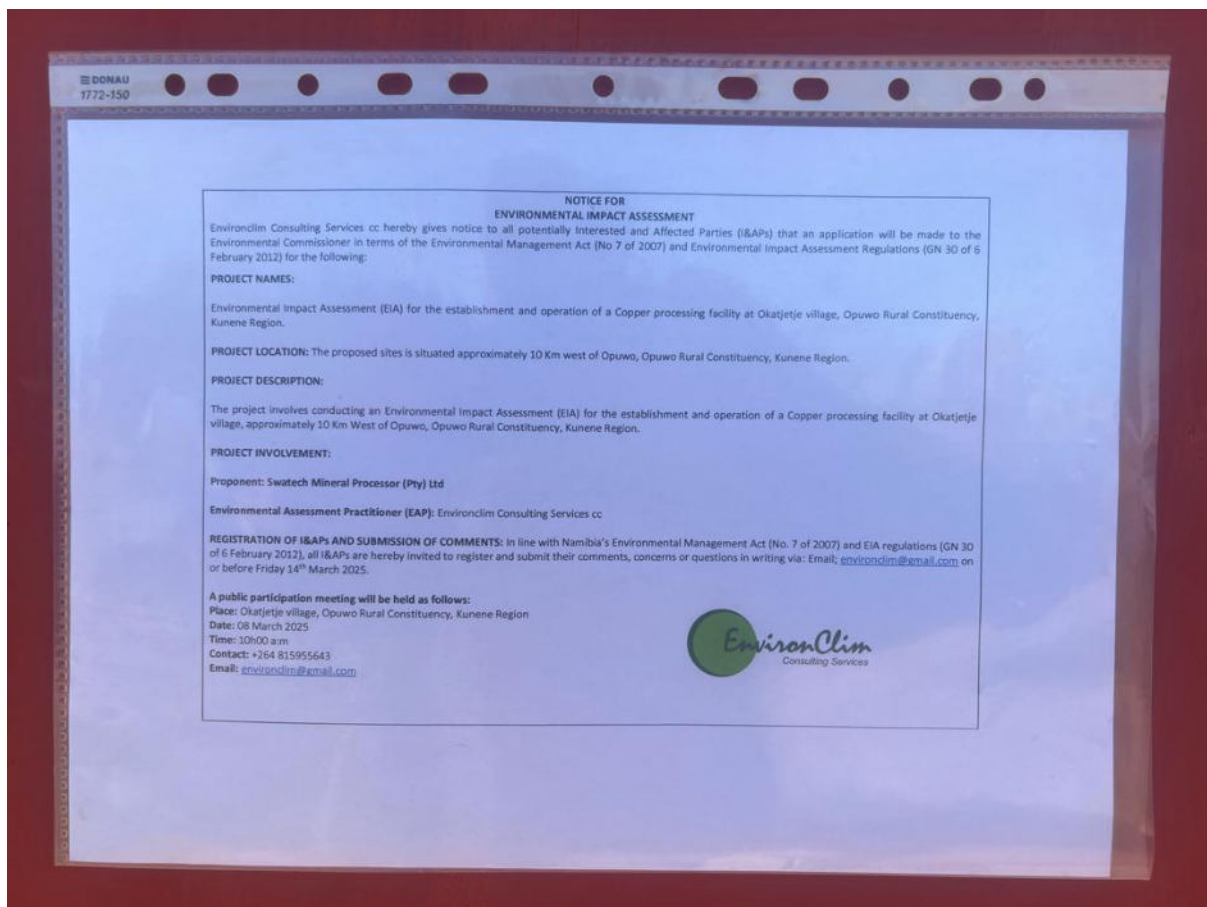 DONAU
1772-150
NOTICE FOR
ENVIRONMENTAL IMPACT ASSESSMENT
Environclim Consulting Services cc hereby gives notice to all potentially Interested and Affected Parties (I&APs) that an application will be made to the
Environmental Commissioner in terms of the Environmental Management Act (No 7 of 2007) and Environmental Impact Assessment Regulations (GN 30 of 6
February 2012) for the following:
PROJECT NAMES:
Environmental Impact Assessment (EIA) for the establishment and operation of a Copper processing facility at Okatjetje village, Opuwo Rural Constituency,
Kunene Region.
PROJECT LOCATION: The proposed sites is situated approximately 10 Km west of Opuwo, Opuwo Rural Constituency, Kunene Region.
PROJECT DESCRIPTION:
The project involves conducting an Environmental Impact Assessment (EIA) for the establishment and operation of a Copper processing facility at Okatjetje
village, approximately 10 Km West of Opuwo, Opuwo Rural Constituency, Kunene Region.
PROJECT INVOLVEMENT:
Proponent: Swatech Mineral Processor (Pty) Ltd
Environmental Assessment Practitioner (EAP): Environclim Consulting Services cc
REGISTRATION OF I&APs AND SUBMISSION OF COMMENTS: In line with Namibia's Environmental Management Act (No. 7 of 2007) and EIA regulations (GN 30
of 6 February 2012), all I&APs are hereby invited to register and submit their comments, concerns or questions in writing via: Email; environclim@gmail.com on
or before Friday 14th March 2025.
A public participation meeting will be held as follows:
Place: Okatjetje village, Opuwo Rural Constituency, Kunene Region
Date: 08 March 2025
Time: 10h00 a:m
Contact: +264 815955643
Email: environclim@gmail.com
EnvironClim
Consulting Services